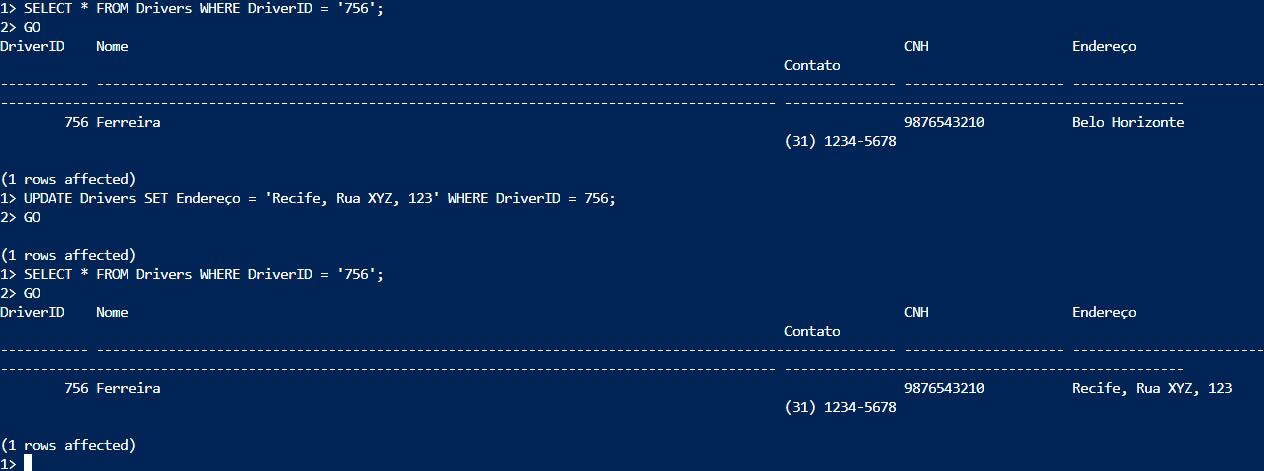 1> SELECT * FROM Drivers WHERE DriverID = '756';
2> GO
DriverID    Nome                                                                                                 CNH                  Endereço
                                                                                                  Contato
----------- ---------------------------------------------------------------------------------------------------- -------------------- ------------------------
------------------------------------------------------------------------------------------------- --------------------------------------------------
        756 Ferreira                                                                                             9876543210           Belo Horizonte
                                                                                                  (31) 1234-5678

(1 rows affected)
1> UPDATE Drivers SET Endereço = 'Recife, Rua XYZ, 123' WHERE DriverID = 756;
2> GO

(1 rows affected)
1> SELECT * FROM Drivers WHERE DriverID = '756';
2> GO
DriverID    Nome                                                                                                 CNH                  Endereço
                                                                                                  Contato
----------- ---------------------------------------------------------------------------------------------------- -------------------- ------------------------
------------------------------------------------------------------------------------------------- --------------------------------------------------
        756 Ferreira                                                                                             9876543210           Recife, Rua XYZ, 123
                                                                                                  (31) 1234-5678

(1 rows affected)
1>